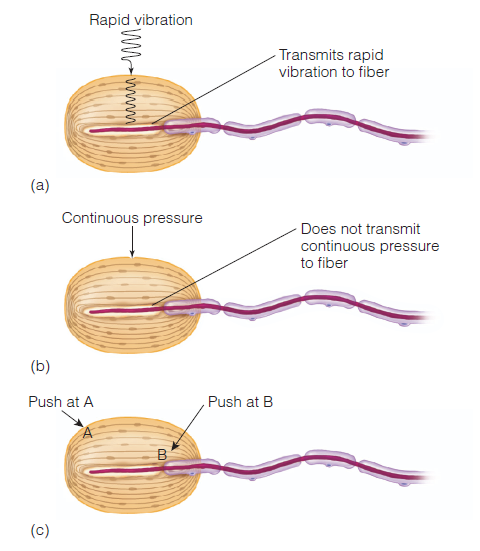 Rapid vibration
Transmits rapid
vibration to fiber
(a)
Continuous pressure
Does not transmit
continuous pressure
to fiber
(b)
Push at A
Push at B
A
B
(c)